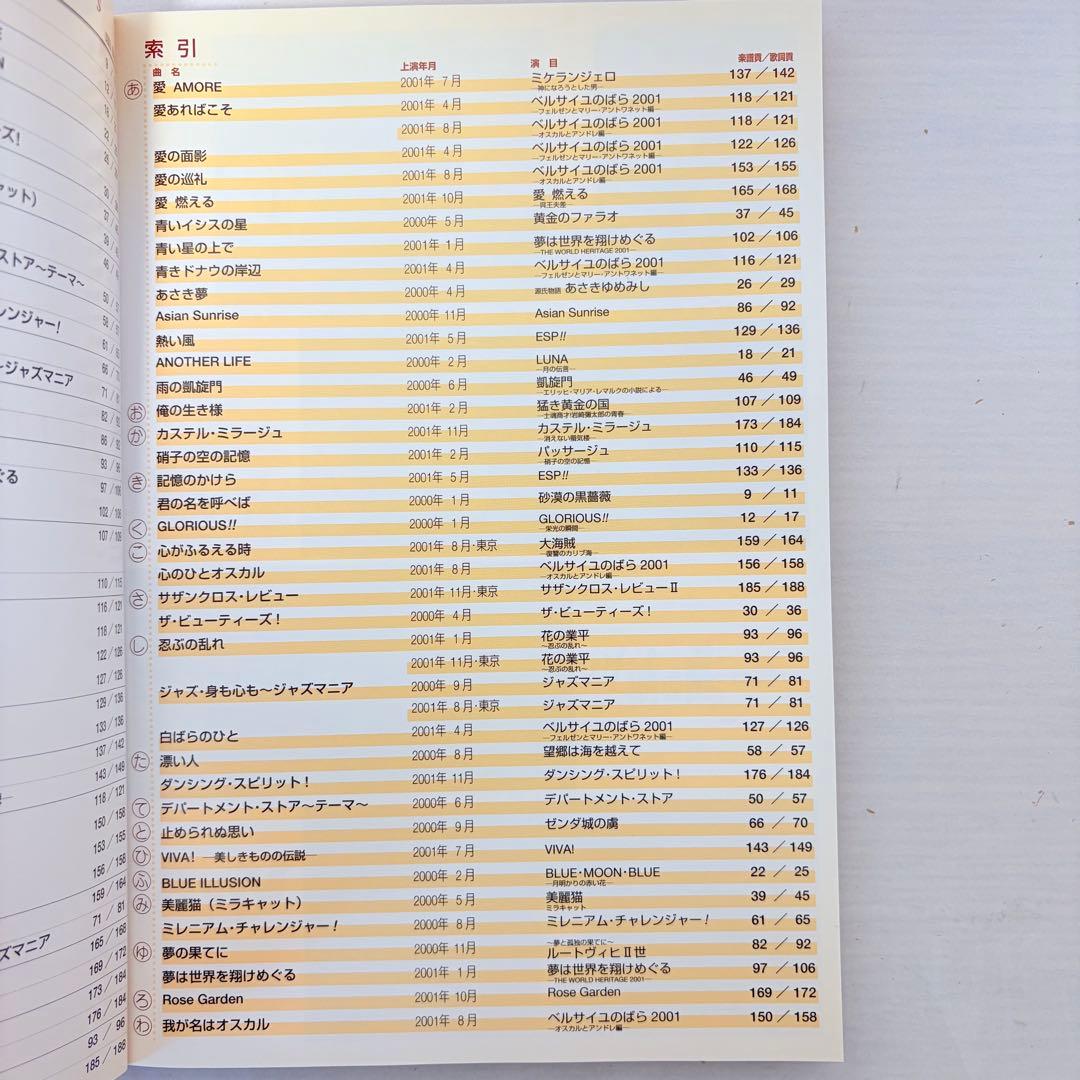 索引
曲名 上演年月 演目 楽譜頁／歌詞頁
あ 愛 AMORE 2001年 7月 ミケランジェロ 137 ／ 142
―神になろうとした男―
愛あればこそ 2001年 4月 ベルサイユのばら 2001 118 ／ 121
―フェルゼンとマリー・アントワネット編―
2001年 8月 ベルサイユのばら 2001 118 ／ 121
―オスカルとアンドレ編―
愛の面影 2001年 4月 ベルサイユのばら 2001 122 ／ 126
―フェルゼンとマリー・アントワネット編―
愛の巡礼 2001年 8月 ベルサイユのばら 2001 153 ／ 155
―オスカルとアンドレ編―
愛 燃える 2001年 10月 愛 燃える 165 ／ 168
―呉王夫差―
青いイシスの星 2000年 5月 黄金のファラオ 37 ／ 45
青い星の上で 2001年 1月 夢は世界を翔けめぐる 102 ／ 106
―THE WORLD HERITAGE 2001―
青きドナウの岸辺 2001年 4月 ベルサイユのばら 2001 116 ／ 121
―フェルゼンとマリー・アントワネット編―
あさき夢 2000年 4月 源氏物語 あさきゆめみし 26 ／ 29
Asian Sunrise 2000年 11月 Asian Sunrise 86 ／ 92
熱い風 2001年 5月 ESP!! 129 ／ 136
ANOTHER LIFE 2000年 2月 LUNA 18 ／ 21
―月の伝言―
雨の凱旋門 2000年 6月 凱旋門 46 ／ 49
―エリッヒ・マリア・レマルクの小説による―
お 俺の生き様 2001年 2月 猛き黄金の国 107 ／ 109
―士魂商才！岩崎彌太郎の青春―
か カステル・ミラージュ 2001年 11月 カステル・ミラージュ 173 ／ 184
―消えない蜃気楼―
硝子の空の記憶 2001年 2月 パッサージュ 110 ／ 115
―硝子の空の記憶―
き 記憶のかけら 2001年 5月 ESP!! 133 ／ 136
君の名を呼べば 2000年 1月 砂漠の黒薔薇 9 ／ 11
く GLORIOUS!! 2000年 1月 GLORIOUS!! 12 ／ 17
―栄光の瞬間―
こ 心がふるえる時 2001年 8月・東京 大海賊 159 ／ 164
―復讐のカリブ海―
心のひとオスカル 2001年 8月 ベルサイユのばら 2001 156 ／ 158
―オスカルとアンドレ編―
さ サザンクロス・レビュー 2001年 11月・東京 サザンクロス・レビューⅡ 185 ／ 188
ザ・ビューティーズ！ 2000年 4月 ザ・ビューティーズ！ 30 ／ 36
し 忍ぶの乱れ 2001年 1月 花の業平 93 ／ 96
～忍ぶの乱れ～
2001年 11月・東京 花の業平 93 ／ 96
～忍ぶの乱れ～
ジャズ・身も心も～ジャズマニア 2000年 9月 ジャズマニア 71 ／ 81
2001年 8月・東京 ジャズマニア 71 ／ 81
白ばらのひと 2001年 4月 ベルサイユのばら 2001 127 ／ 126
―フェルゼンとマリー・アントワネット編―
た 漂い人 2000年 8月 望郷は海を越えて 58 ／ 57
ダンシング・スピリット！ 2001年 11月 ダンシング・スピリット！ 176 ／ 184
て デパートメント・ストア～テーマ～ 2000年 6月 デパートメント・ストア 50 ／ 57
と 止められぬ思い 2000年 9月 ゼンダ城の虜 66 ／ 70
ひ VIVA! ―美しきものの伝説― 2001年 7月 VIVA! 143 ／ 149
ふ BLUE ILLUSION 2000年 2月 BLUE・MOON・BLUE 22 ／ 25
―月明かりの赤い花―
み 美麗猫（ミラキャット） 2000年 5月 美麗猫 39 ／ 45
ミラキャット
ミレニアム・チャレンジャー！ 2000年 8月 ミレニアム・チャレンジャー！ 61 ／ 65
～夢と孤独の果てに～
ゆ 夢の果てに 2000年 11月 ルートヴィヒⅡ世 82 ／ 92
夢は世界を翔けめぐる 2001年 1月 夢は世界を翔けめぐる 97 ／ 106
―THE WORLD HERITAGE 2001―
ろ Rose Garden 2001年 10月 Rose Garden 169 ／ 172
わ 我が名はオスカル 2001年 8月 ベルサイユのばら 2001 150 ／ 158
―オスカルとアンドレ編―